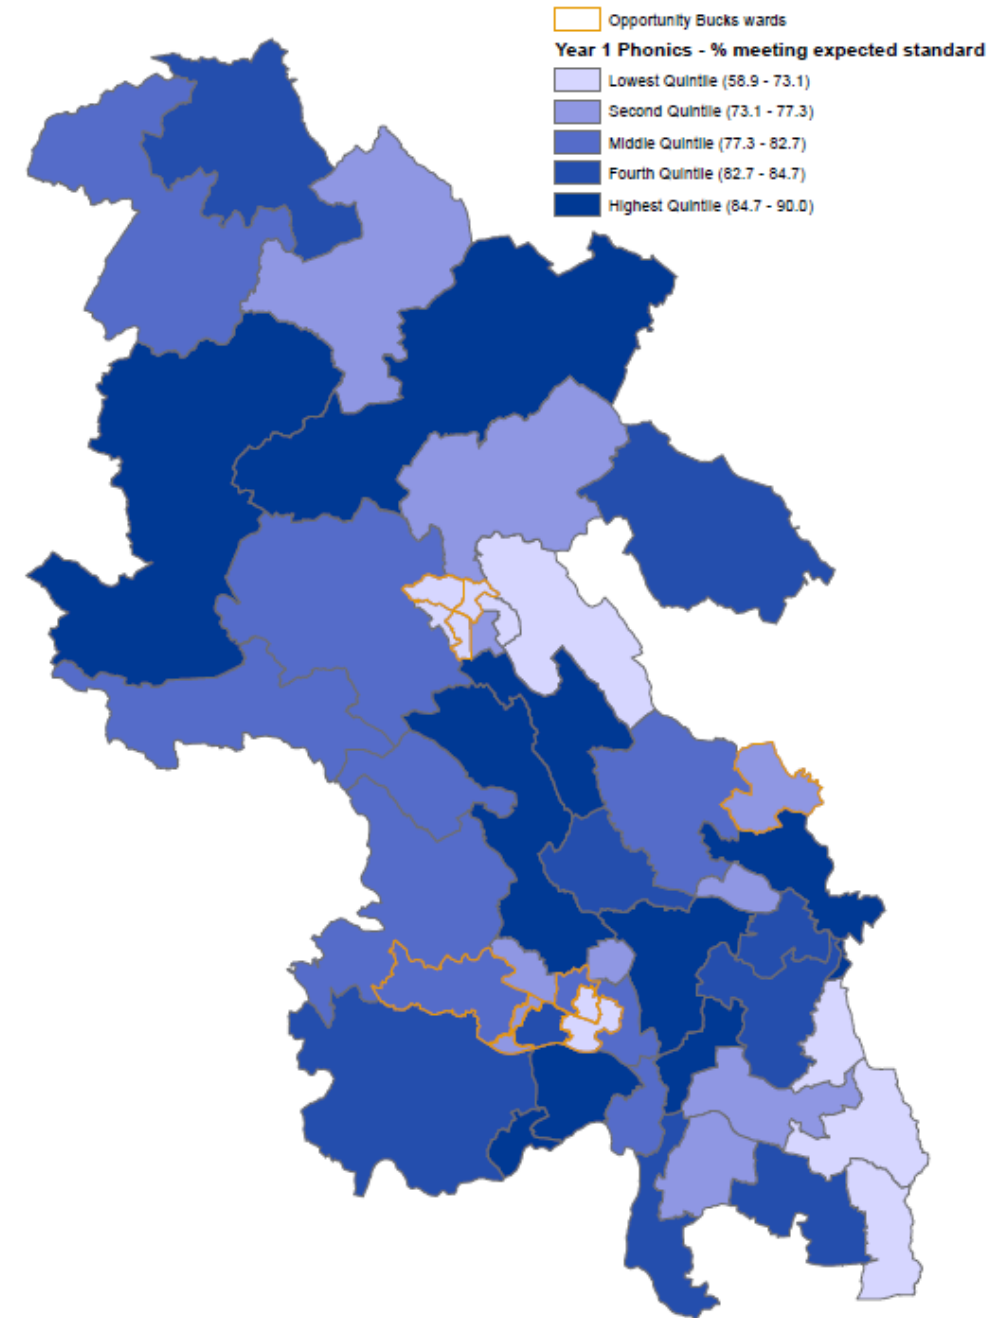 Opportunity Bucks wards
Year 1 Phonics - % meeting expected standard
Lowest Quintile (58.9 - 73.1)
Second Quintile (73.1 - 77.3)
Middle Quintile (77.3 - 82.7)
Fourth Quintile (82.7 - 84.7)
Highest Quintile (84.7 - 90.0)